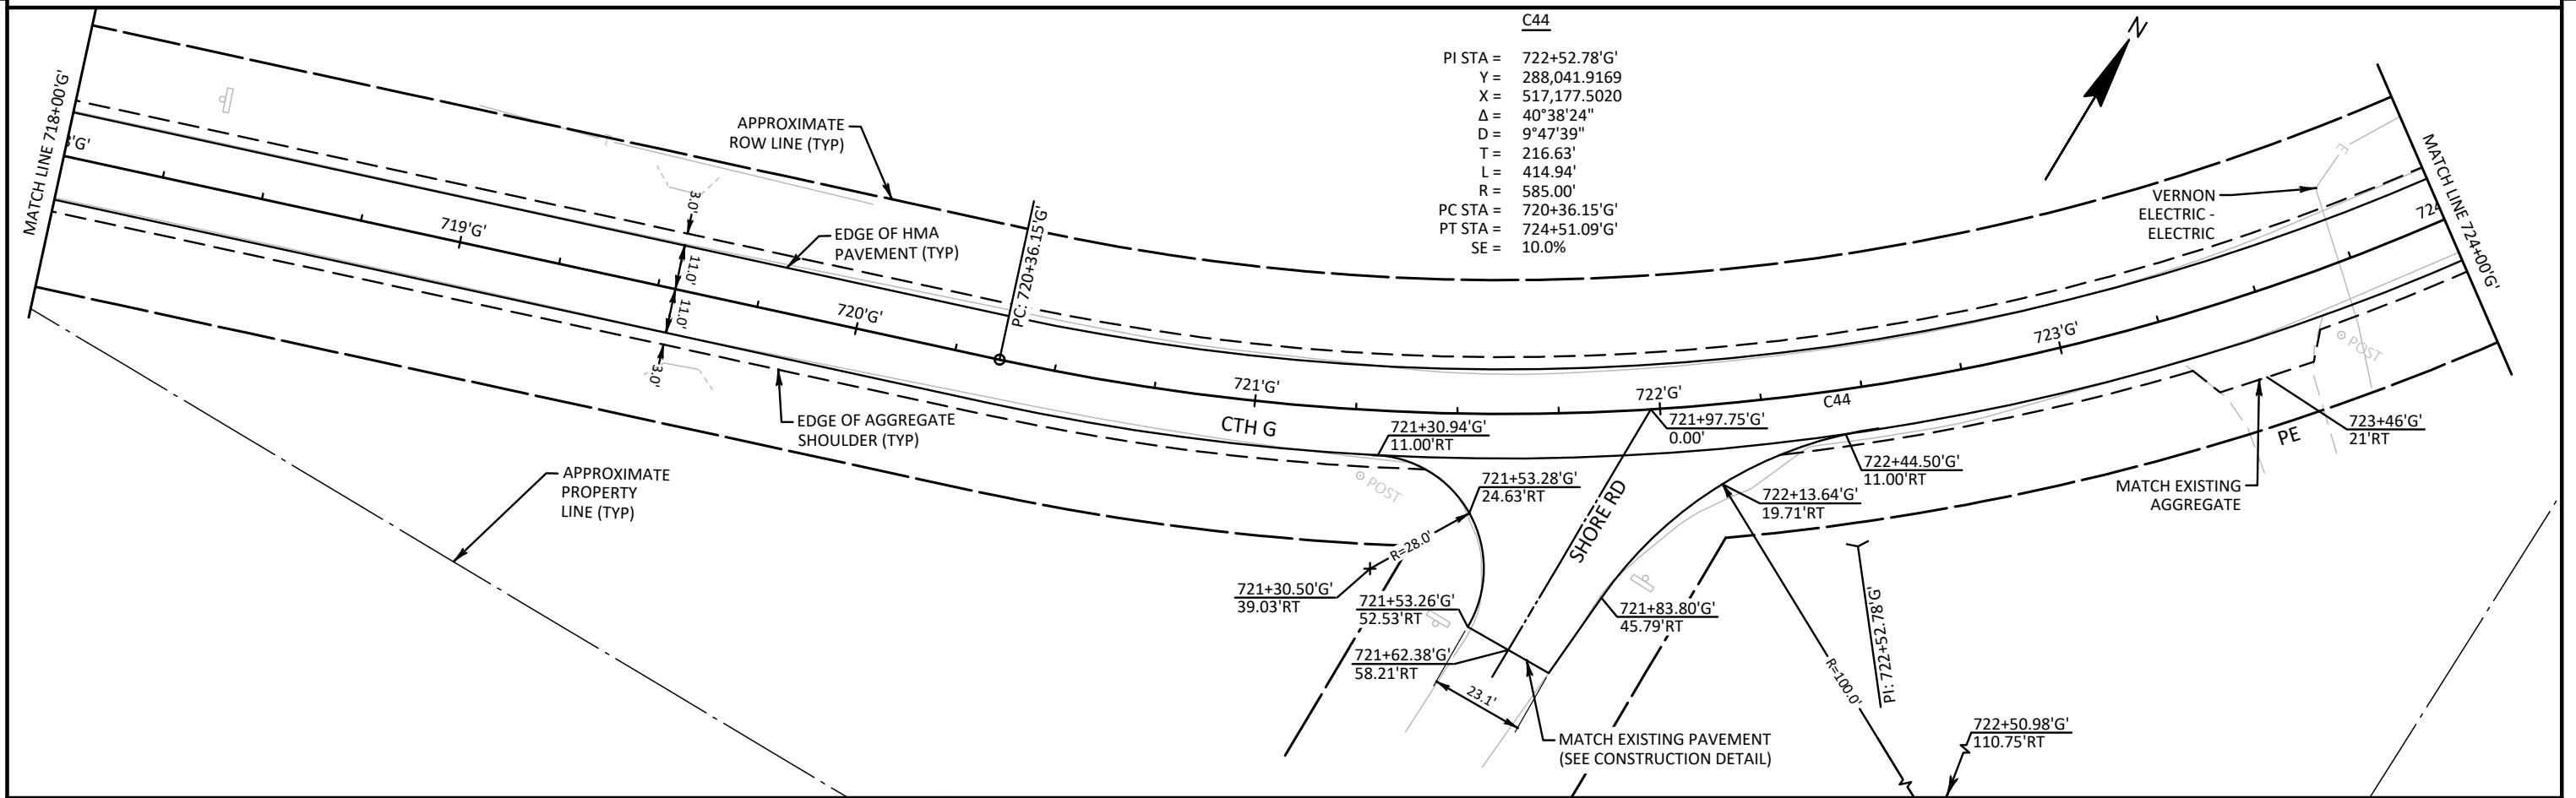 C44
PI STA = 722+52.78'G'
Y = 288,041.9169
X = 517,177.5020
Δ = 40°38'24"
D = 9°47'39"
T = 216.63'
L = 414.94'
R = 585.00'
PC STA = 720+36.15'G'
PT STA = 724+51.09'G'
SE = 10.0%
N
MATCH LINE 718+00'G'
'G'
719'G'
APPROXIMATE
ROW LINE (TYP)
3.0'
11.0'
11.0'
3.0'
EDGE OF HMA
PAVEMENT (TYP)
720'G'
PC: 720+36.15'G'
EDGE OF AGGREGATE
SHOULDER (TYP)
APPROXIMATE
PROPERTY
LINE (TYP)
721'G'
CTH G
721+30.94'G'
11.00'RT
POST
721+53.28'G'
24.63'RT
R=28.0'
721+30.50'G'
39.03'RT
721+53.26'G'
52.53'RT
721+62.38'G'
58.21'RT
23.1'
SHORE RD
722'G'
721+97.75'G'
0.00'
C44
722+44.50'G'
11.00'RT
722+13.64'G'
19.71'RT
721+83.80'G'
45.79'RT
MATCH EXISTING PAVEMENT
(SEE CONSTRUCTION DETAIL)
R=100.0'
PI: 722+52.78'G'
722+50.98'G'
110.75'RT
723'G'
VERNON
ELECTRIC -
ELECTRIC
E
724
MATCH LINE 724+00'G'
POST
723+46'G'
21'RT
PE
MATCH EXISTING
AGGREGATE